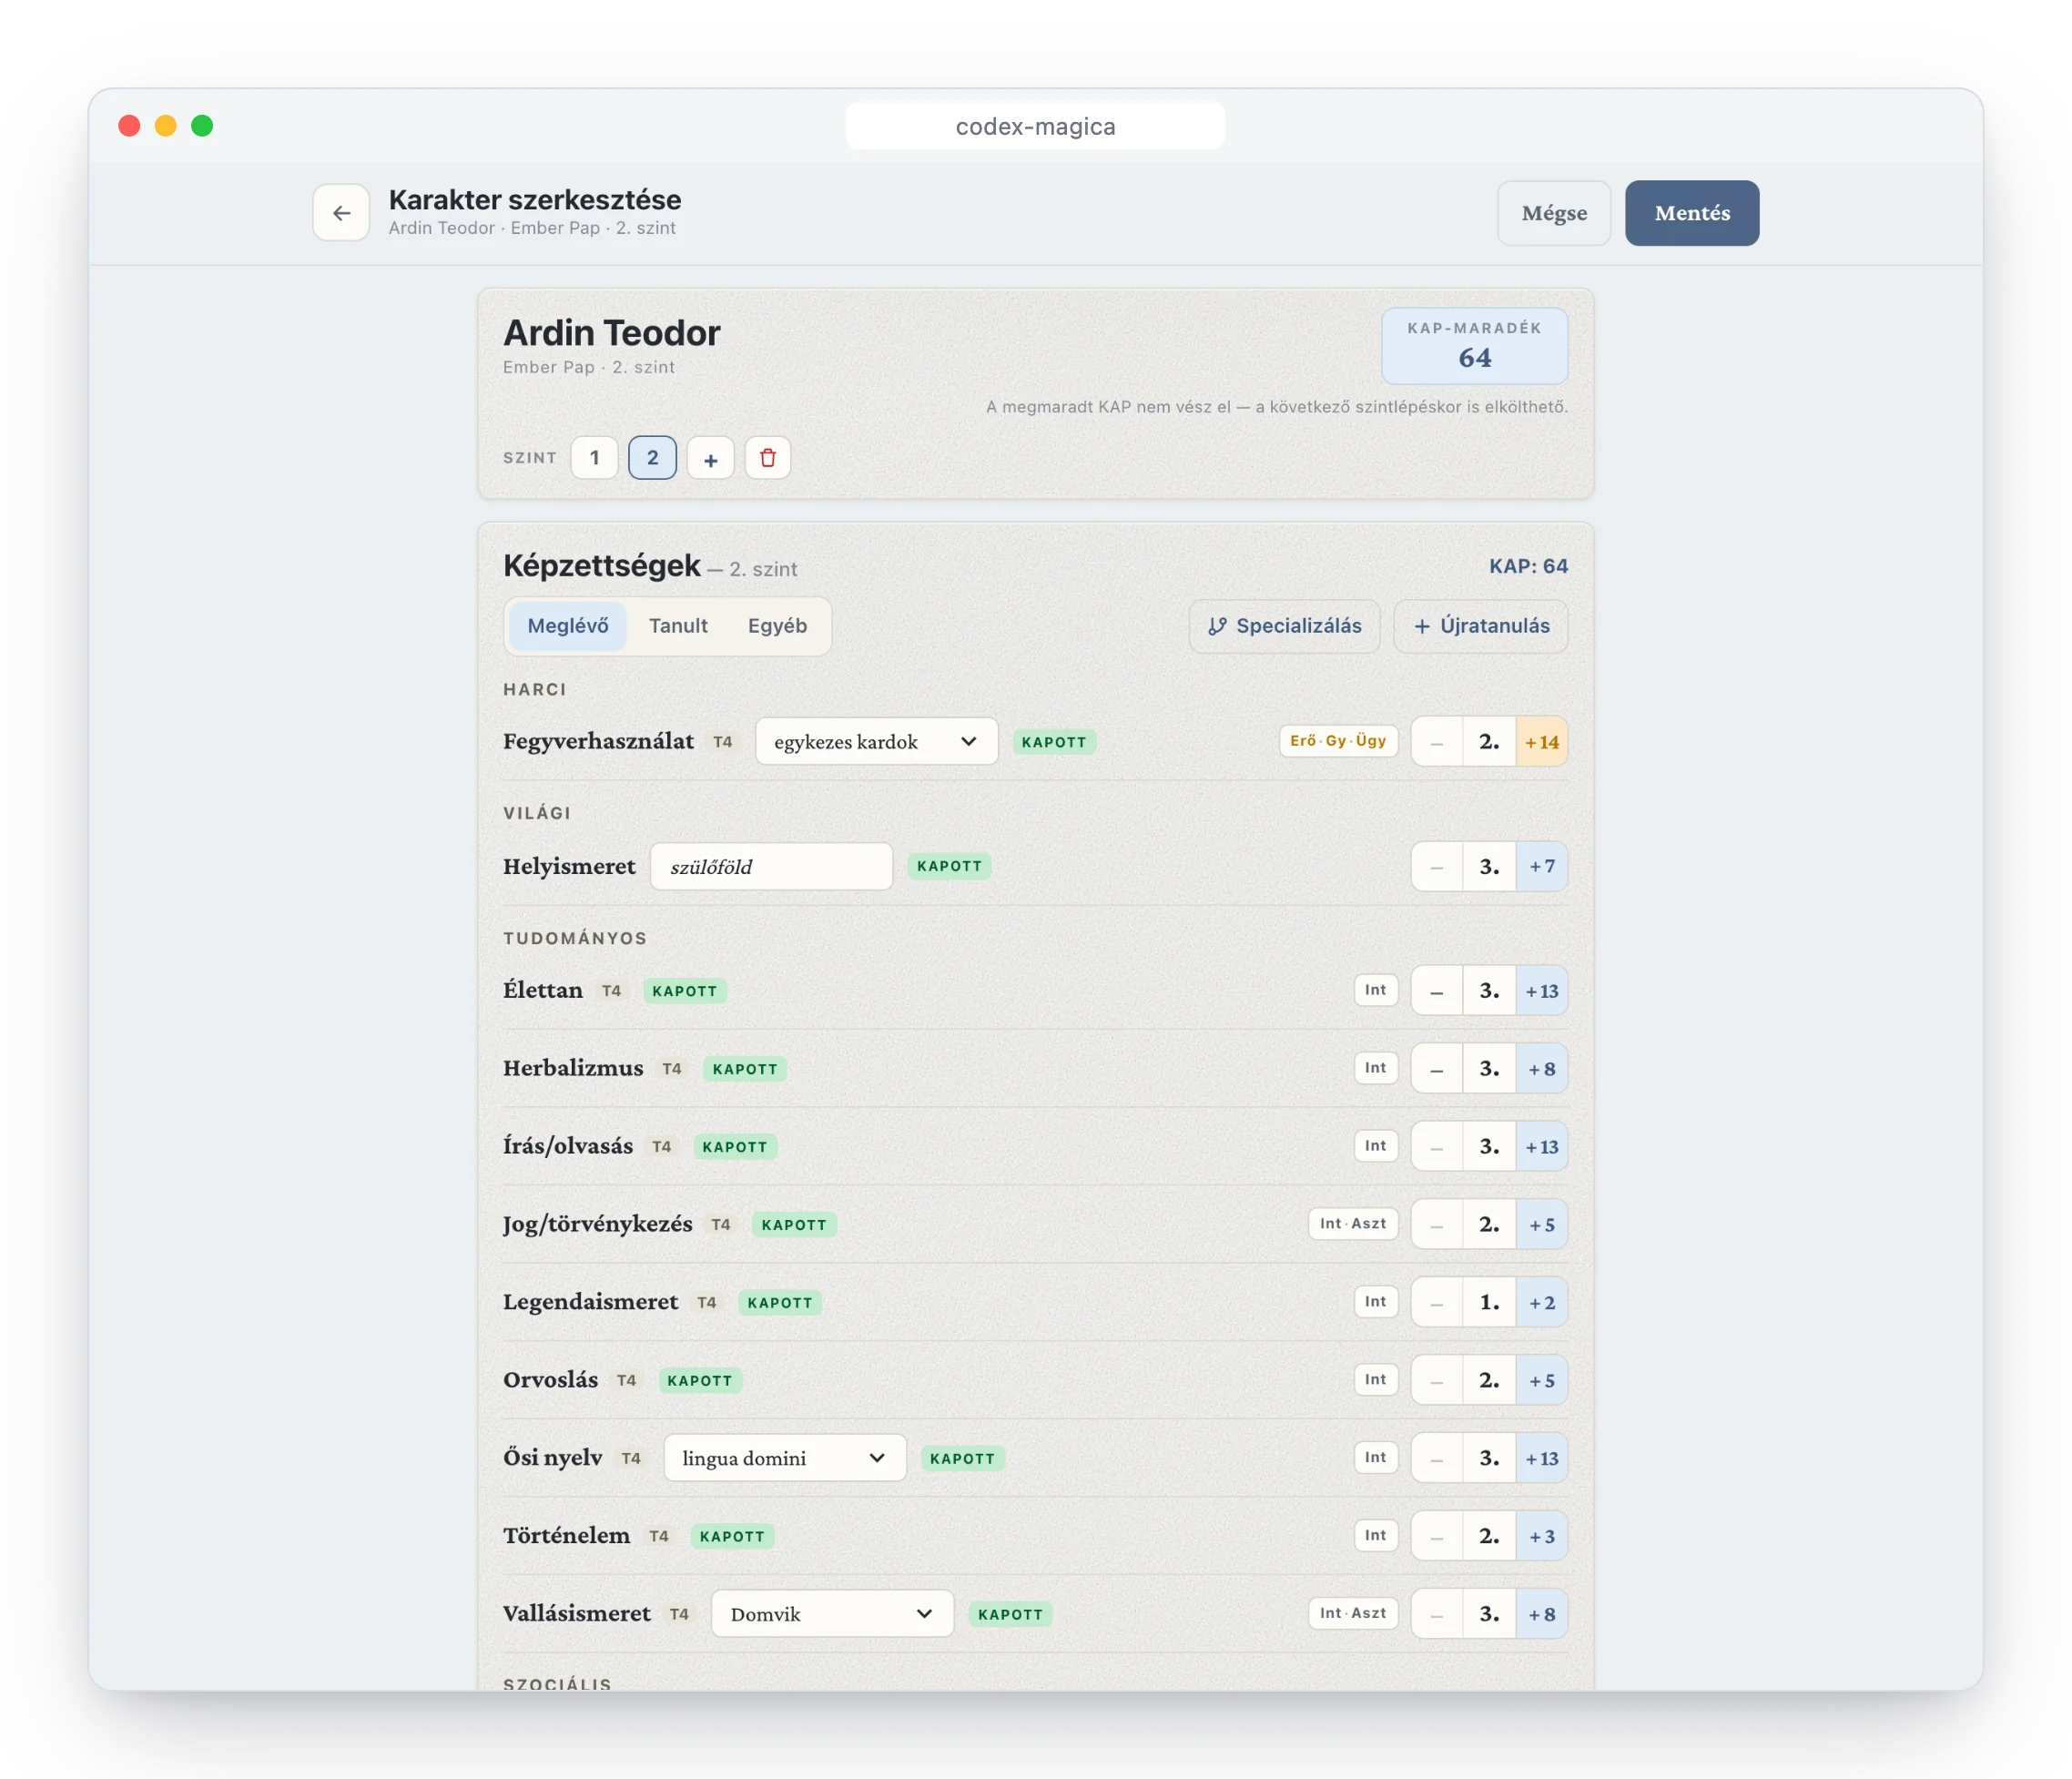 codex-magica
Karakter szerkesztése
Ardin Teodor · Ember Pap · 2. szint
Mégse
Mentés
Ardin Teodor
Ember Pap · 2. szint
KAP-MARADÉK
64
A megmaradt KAP nem vész el — a következő szintlépéskor is elkölthető.
SZINT 1 2 +
Képzettségek — 2. szint KAP: 64
Meglévő Tanult Egyéb Specializálás + Újratanulás
HARCI
Fegyverhasználat T4 egykezes kardok KAPOTT Erő·Gy·Ügy – 2. +14
VILÁGI
Helyismeret szülőföld KAPOTT – 3. +7
TUDOMÁNYOS
Élettan T4 KAPOTT Int – 3. +13
Herbalizmus T4 KAPOTT Int – 3. +8
Írás/olvasás T4 KAPOTT Int – 3. +13
Jog/törvénykezés T4 KAPOTT Int·Aszt – 2. +5
Legendaismeret T4 KAPOTT Int – 1. +2
Orvoslás T4 KAPOTT Int – 2. +5
Ősi nyelv T4 lingua domini KAPOTT Int – 3. +13
Történelem T4 KAPOTT Int – 2. +3
Vallásismeret T4 Domvik KAPOTT Int·Aszt – 3. +8
SZOCIÁLIS